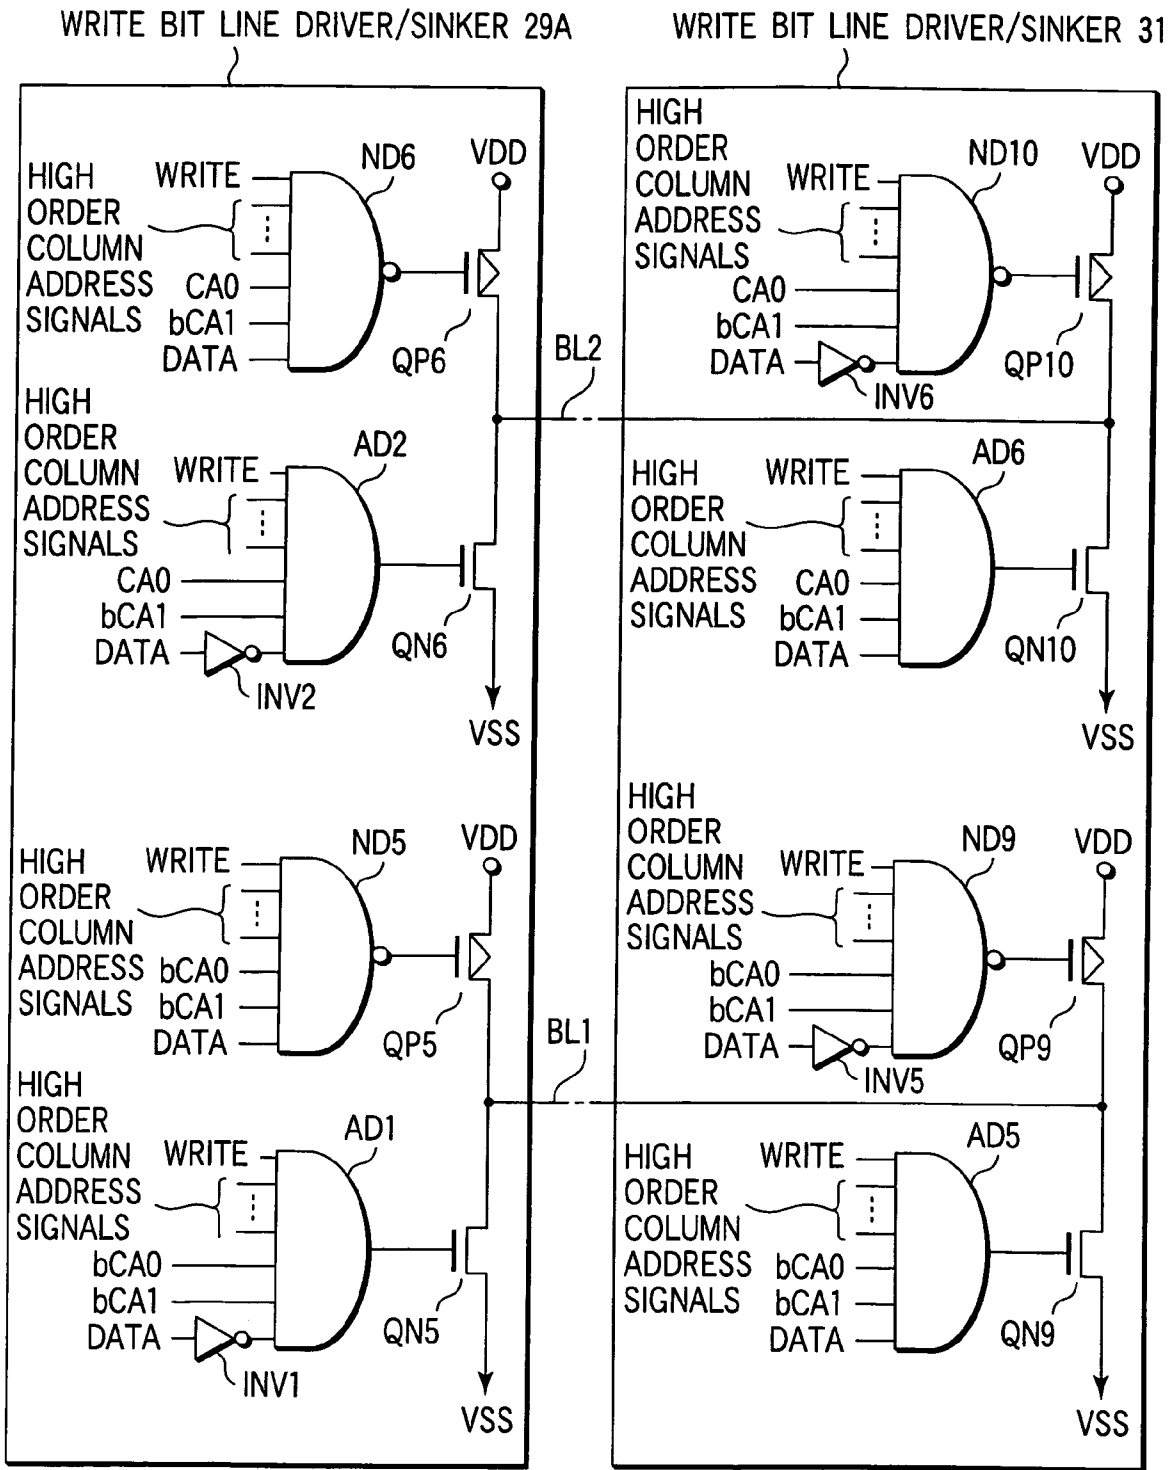 WRITE BIT LINE DRIVER/SINKER 29A
WRITE BIT LINE DRIVER/SINKER 31
HIGH
ORDER
COLUMN
ADDRESS
SIGNALS
WRITE
CA0
bCA1
DATA
ND6
VDD
QP6
BL2
HIGH
ORDER
COLUMN
ADDRESS
SIGNALS
WRITE
CA0
bCA1
DATA
INV2
AD2
QN6
VSS
HIGH
ORDER
COLUMN
ADDRESS
SIGNALS
WRITE
bCA0
bCA1
DATA
ND5
VDD
QP5
BL1
HIGH
ORDER
COLUMN
ADDRESS
SIGNALS
WRITE
bCA0
bCA1
DATA
INV1
AD1
QN5
VSS
HIGH
ORDER
COLUMN
ADDRESS
SIGNALS
WRITE
CA0
bCA1
DATA
INV6
ND10
VDD
QP10
HIGH
ORDER
COLUMN
ADDRESS
SIGNALS
WRITE
CA0
bCA1
DATA
AD6
QN10
VSS
HIGH
ORDER
COLUMN
ADDRESS
SIGNALS
WRITE
bCA0
bCA1
DATA
INV5
ND9
VDD
QP9
HIGH
ORDER
COLUMN
ADDRESS
SIGNALS
WRITE
bCA0
bCA1
DATA
AD5
QN9
VSS